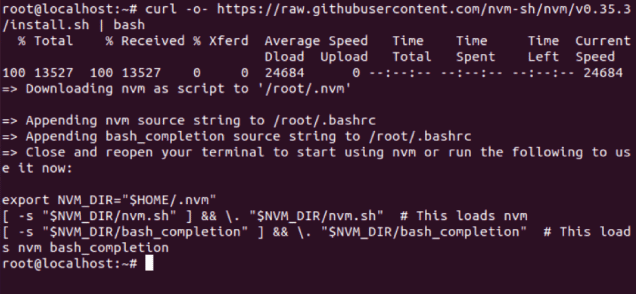 root@localhost:~# curl -o- https://raw.githubusercontent.com/nvm-sh/nvm/v0.35.3
/install.sh | bash
  % Total    % Received % Xferd  Average Speed   Time    Time     Time  Current
                                 Dload  Upload   Total   Spent    Left  Speed
100 13527  100 13527    0     0  24684      0 --:--:-- --:--:-- --:--:-- 24684
=> Downloading nvm as script to '/root/.nvm'

=> Appending nvm source string to /root/.bashrc
=> Appending bash_completion source string to /root/.bashrc
=> Close and reopen your terminal to start using nvm or run the following to us
e it now:

export NVM_DIR="$HOME/.nvm"
[ -s "$NVM_DIR/nvm.sh" ] && \. "$NVM_DIR/nvm.sh"  # This loads nvm
[ -s "$NVM_DIR/bash_completion" ] && \. "$NVM_DIR/bash_completion"  # This load
s nvm bash_completion
root@localhost:~#